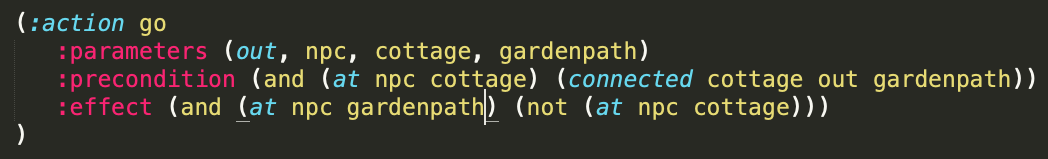 (:action go
:parameters (out, npc, cottage, gardenpath)
:precondition (and (at npc cottage) (connected cottage out gardenpath))
:effect (and (at npc gardenpath) (not (at npc cottage)))
)